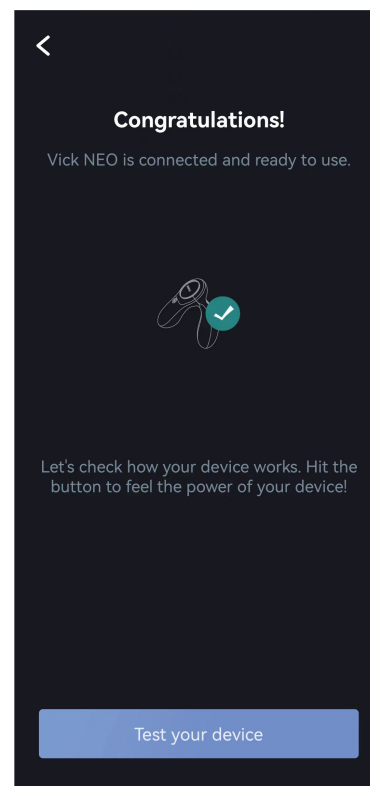 Congratulations!
Vick NEO is connected and ready to use.
Let's check how your device works. Hit the
button to feel the power of your device!
Test your device